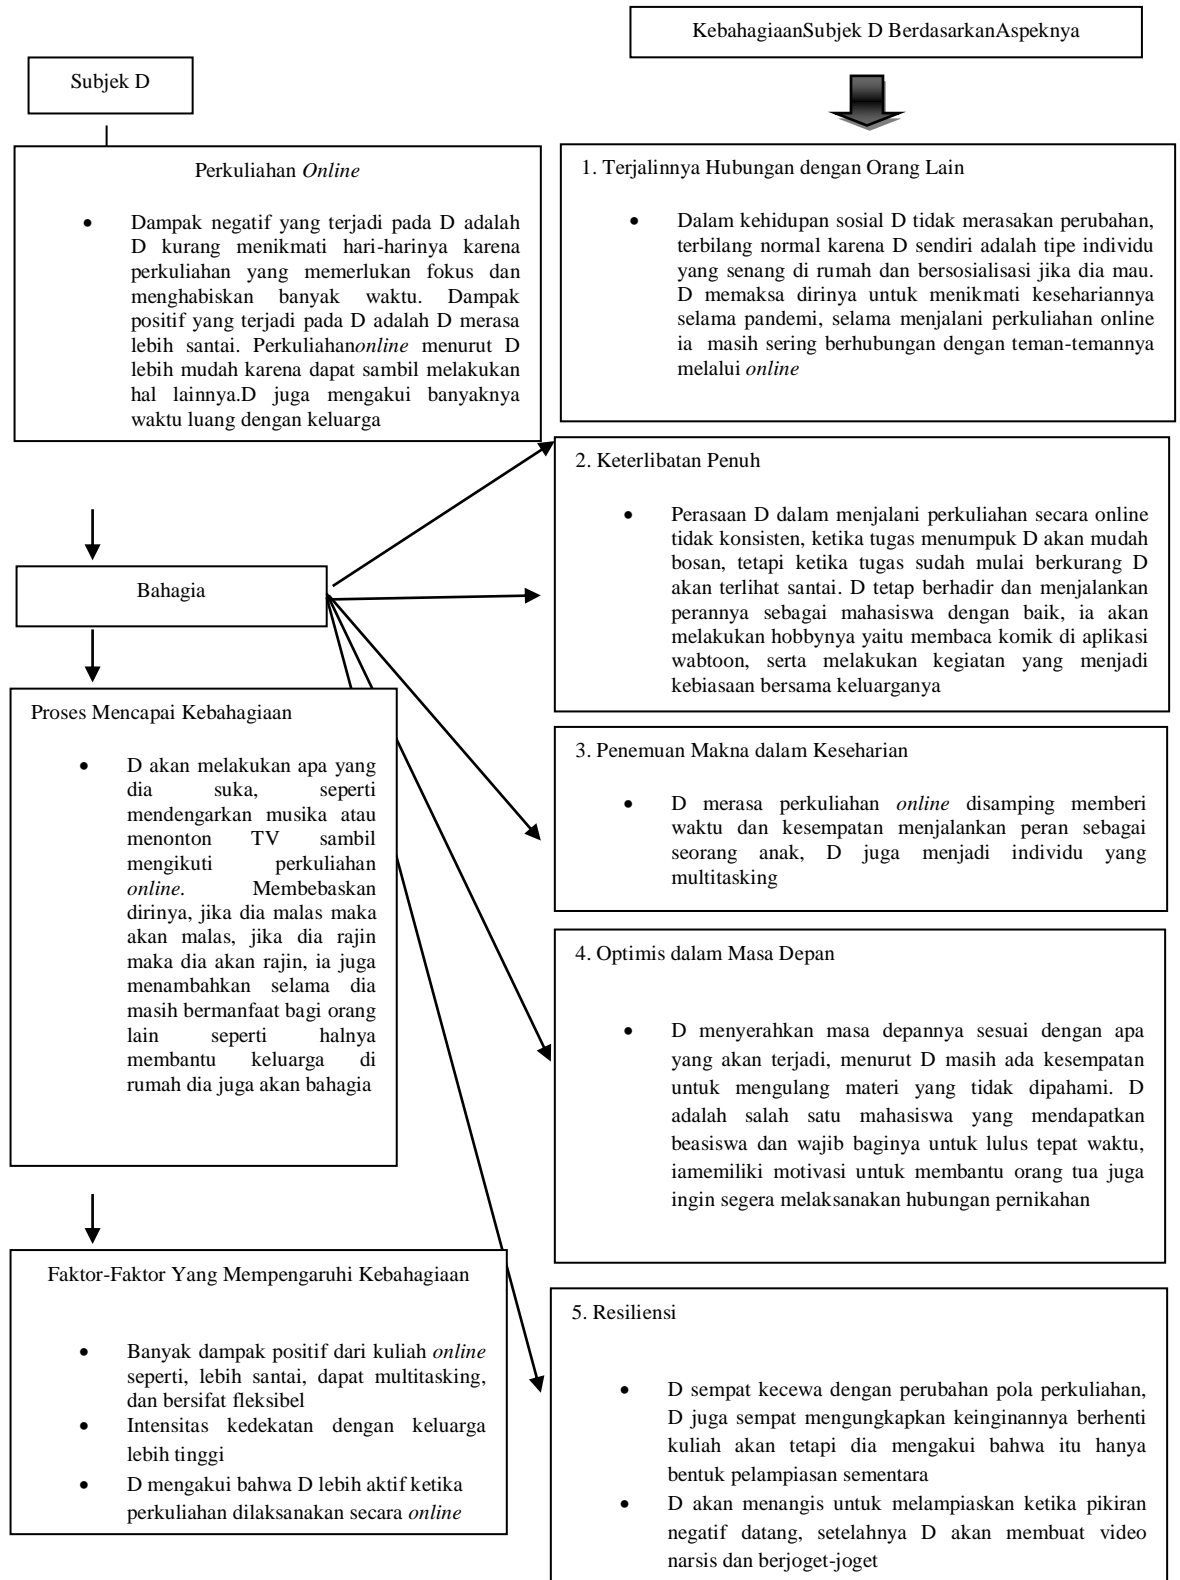 KebahagiaanSubjek D BerdasarkanAspeknya
Subjek D
Perkuliahan Online
• Dampak negatif yang terjadi pada D adalah
D kurang menikmati hari-harinya karena
perkuliahan yang memerlukan fokus dan
menghabiskan banyak waktu. Dampak
positif yang terjadi pada D adalah D merasa
lebih santai. Perkuliahanonline menurut D
lebih mudah karena dapat sambil melakukan
hal lainnya.D juga mengakui banyaknya
waktu luang dengan keluarga
Bahagia
Proses Mencapai Kebahagiaan
• D akan melakukan apa yang
dia suka, seperti
mendengarkan musika atau
menonton TV sambil
mengikuti perkuliahan
online. Membebaskan
dirinya, jika dia malas maka
akan malas, jika dia rajin
maka dia akan rajin, ia juga
menambahkan selama dia
masih bermanfaat bagi orang
lain seperti halnya
membantu keluarga di
rumah dia juga akan bahagia
Faktor-Faktor Yang Mempengaruhi Kebahagiaan
• Banyak dampak positif dari kuliah online
seperti, lebih santai, dapat multitasking,
dan bersifat fleksibel
• Intensitas kedekatan dengan keluarga
lebih tinggi
• D mengakui bahwa D lebih aktif ketika
perkuliahan dilaksanakan secara online
1. Terjalinnya Hubungan dengan Orang Lain
• Dalam kehidupan sosial D tidak merasakan perubahan,
terbilang normal karena D sendiri adalah tipe individu
yang senang di rumah dan bersosialisasi jika dia mau.
D memaksa dirinya untuk menikmati kesehariannya
selama pandemi, selama menjalani perkuliahan online
ia masih sering berhubungan dengan teman-temannya
melalui online
2. Keterlibatan Penuh
• Perasaan D dalam menjalani perkuliahan secara online
tidak konsisten, ketika tugas menumpuk D akan mudah
bosan, tetapi ketika tugas sudah mulai berkurang D
akan terlihat santai. D tetap berhadir dan menjalankan
perannya sebagai mahasiswa dengan baik, ia akan
melakukan hobbynya yaitu membaca komik di aplikasi
wabtoon, serta melakukan kegiatan yang menjadi
kebiasaan bersama keluarganya
3. Penemuan Makna dalam Keseharian
• D merasa perkuliahan online disamping memberi
waktu dan kesempatan menjalankan peran sebagai
seorang anak, D juga menjadi individu yang
multitasking
4. Optimis dalam Masa Depan
• D menyerahkan masa depannya sesuai dengan apa
yang akan terjadi, menurut D masih ada kesempatan
untuk mengulang materi yang tidak dipahami. D
adalah salah satu mahasiswa yang mendapatkan
beasiswa dan wajib baginya untuk lulus tepat waktu,
iamemiliki motivasi untuk membantu orang tua juga
ingin segera melaksanakan hubungan pernikahan
5. Resiliensi
• D sempat kecewa dengan perubahan pola perkuliahan,
D juga sempat mengungkapkan keinginannya berhenti
kuliah akan tetapi dia mengakui bahwa itu hanya
bentuk pelampiasan sementara
• D akan menangis untuk melampiaskan ketika pikiran
negatif datang, setelahnya D akan membuat video
narsis dan berjoget-joget